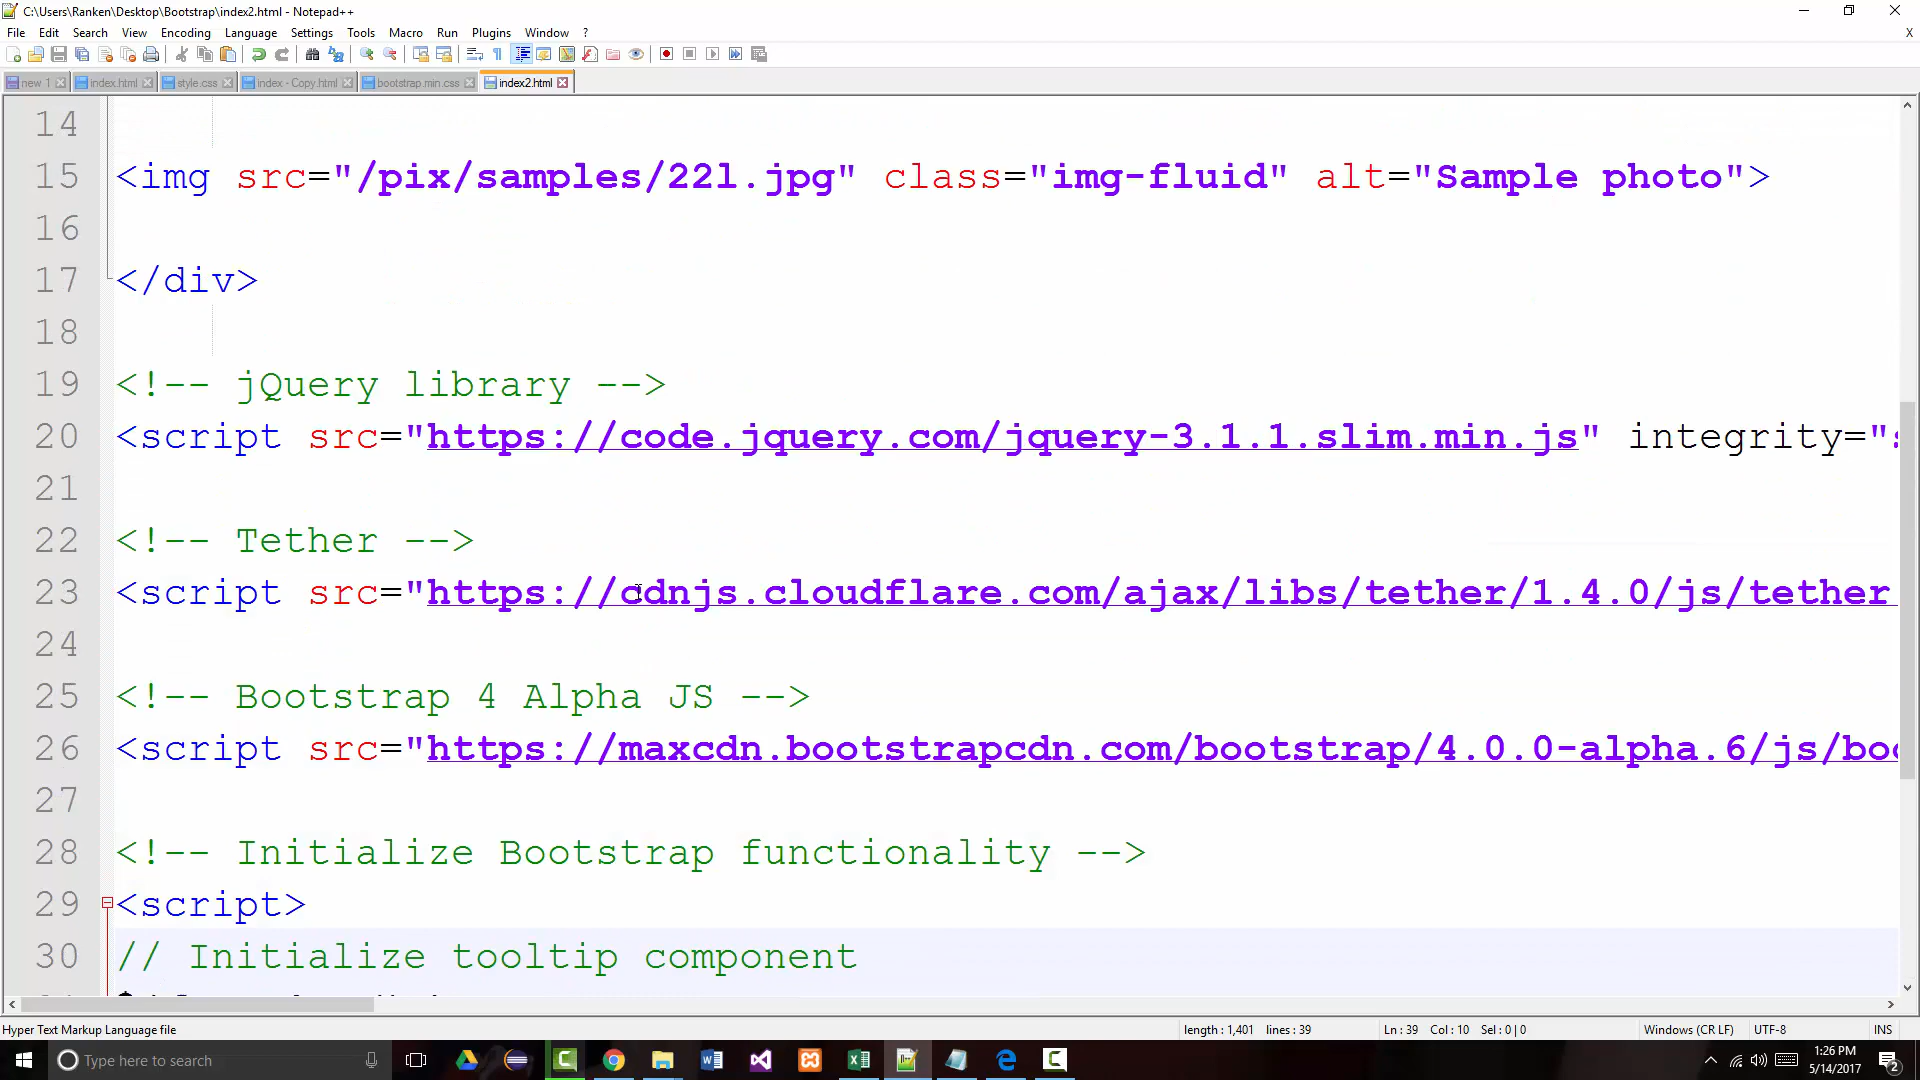 C:\Users\Ranken\Desktop\Bootstrap\index2.html - Notepad++
File Edit Search View Encoding Language Settings Tools Macro Run Plugins Window ? X
new 1 index.html style.css index - Copy.html bootstrap.min.css index2.html
14
15 <img src="/pix/samples/22l.jpg" class="img-fluid" alt="Sample photo">
16
17 </div>
18
19 <!-- jQuery library -->
20 <script src="https://code.jquery.com/jquery-3.1.1.slim.min.js" integrity="s
21
22 <!-- Tether -->
23 <script src="https://cdnjs.cloudflare.com/ajax/libs/tether/1.4.0/js/tether
24
25 <!-- Bootstrap 4 Alpha JS -->
26 <script src="https://maxcdn.bootstrapcdn.com/bootstrap/4.0.0-alpha.6/js/boo
27
28 <!-- Initialize Bootstrap functionality -->
29 <script>
30 // Initialize tooltip component
Hyper Text Markup Language file length : 1,401 lines : 39 Ln : 39 Col : 10 Sel : 0 | 0 Windows (CR LF) UTF-8 INS
Type here to search
1:26 PM
5/14/2017
2